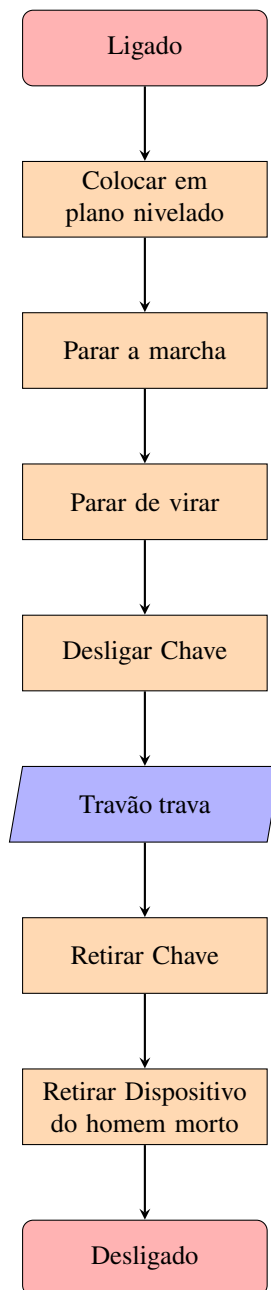 Ligado
Colocar em
plano nivelado
Parar a marcha
Parar de virar
Desligar Chave
Travão trava
Retirar Chave
Retirar Dispositivo
do homem morto
Desligado